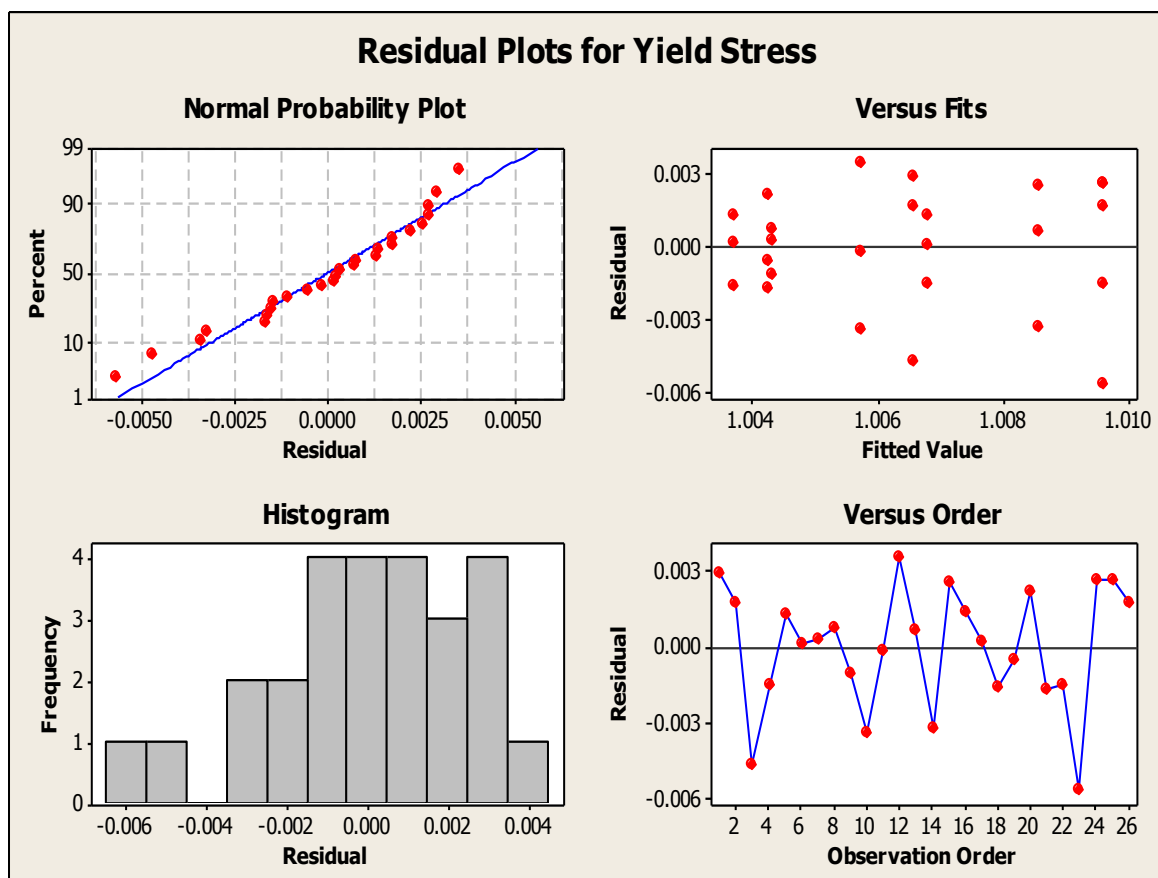 Residual Plots for Yield Stress
Normal Probability Plot
99
90
50
10
1
Percent
-0.0050 -0.0025 0.0000 0.0025 0.0050
Residual
Versus Fits
0.003
0.000
-0.003
-0.006
Residual
1.004 1.006 1.008 1.010
Fitted Value
Histogram
4
3
2
1
0
Frequency
-0.006 -0.004 -0.002 0.000 0.002 0.004
Residual
Versus Order
0.003
0.000
-0.003
-0.006
Residual
2 4 6 8 10 12 14 16 18 20 22 24 26
Observation Order